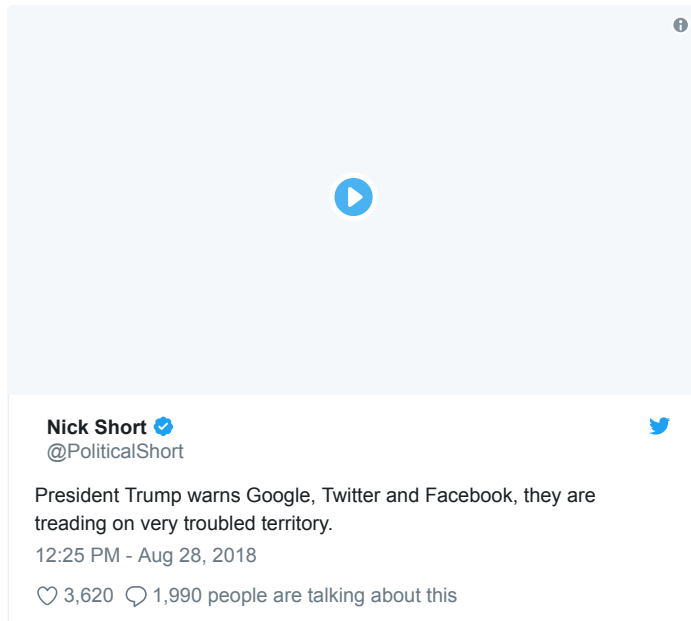 Nick Short
@PoliticalShort
President Trump warns Google, Twitter and Facebook, they are
treading on very troubled territory.
12:25 PM - Aug 28, 2018
3,620 1,990 people are talking about this